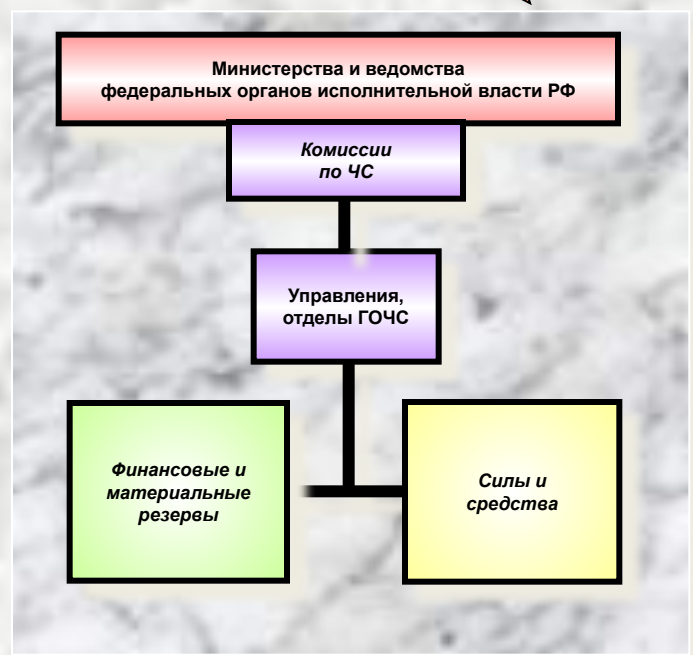 Министерства и ведомства
федеральных органов исполнительной власти РФ
Комиссии
по ЧС
Управления,
отделы ГОЧС
Финансовые и
материальные
резервы
Силы и
средства